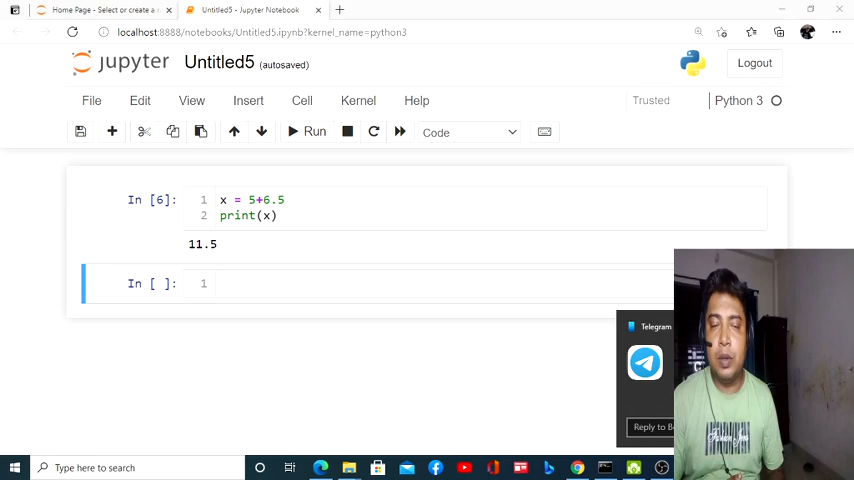 Home Page - Select or create a n
Untitled5 - Jupyter Notebook
localhost:8888/notebooks/Untitled5.ipynb?kernel_name=python3
jupyter Untitled5 (autosaved)
Logout
File Edit View Insert Cell Kernel Help
Trusted
Python 3
Run
Code
In [6]:
1 x = 5+6.5
2 print(x)
11.5
In [ ]:
1
Telegram
Reply to Be
Type here to search